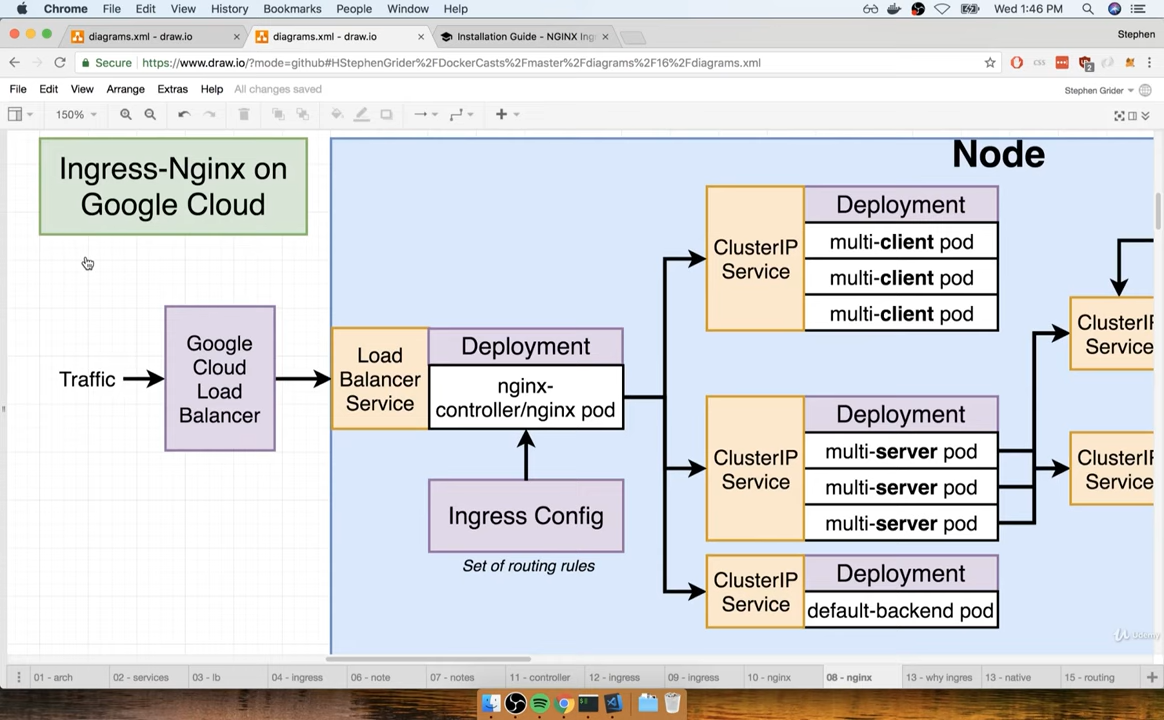 Chrome File Edit View History Bookmarks People Window Help
Wed 1:46 PM
diagrams.xml - draw.io
diagrams.xml - draw.io
Installation Guide - NGINX Ing
Stephen
Secure https://www.draw.io/?mode=github#HStephenGrider%2FDockerCasts%2Fmaster%2Fdiagrams%2F16%2Fdiagrams.xml
File Edit View Arrange Extras Help All changes saved
Stephen Grider
150%
Ingress-Nginx on
Google Cloud
Node
Traffic
Google
Cloud
Load
Balancer
Load
Balancer
Service
Deployment
nginx-
controller/nginx pod
Ingress Config
Set of routing rules
ClusterIP
Service
Deployment
multi-client pod
multi-client pod
multi-client pod
ClusterIP
Service
Deployment
multi-server pod
multi-server pod
multi-server pod
ClusterIP
Service
Deployment
default-backend pod
ClusterIP
Service
ClusterIP
Service
Udemy
01 - arch
02 - services
03 - lb
04 - ingress
06 - note
07 - notes
11 - controller
12 - ingress
09 - ingress
10 - nginx
08 - nginx
13 - why ingres
13 - native
15 - routing